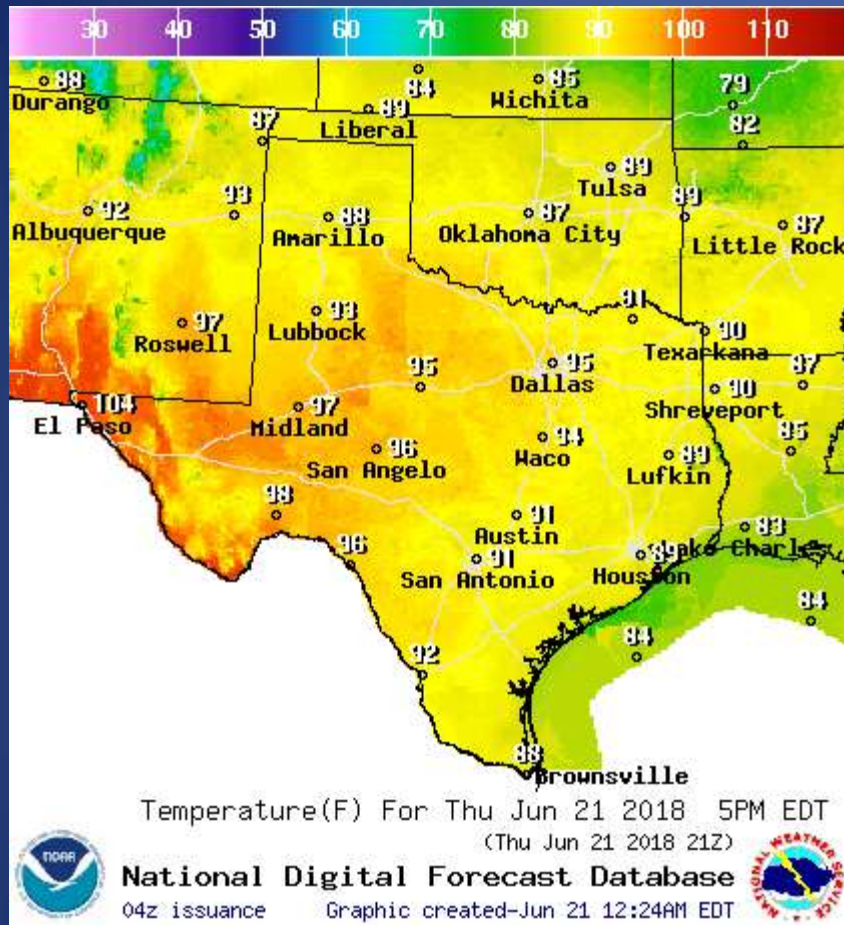 30 40 50 60 70 80 90 100 110
88 Durango
84
85 Wichita
79
89 Liberal
87
82
89 Tulsa
92 Albuquerque
93
88 Amarillo
87 Oklahoma City
89
87 Little Rock
97 Roswell
93 Lubbock
91
90 Texarkana
95
95 Dallas
90 Shreveport
87
104 El Paso
97 Midland
96 San Angelo
94 Waco
89 Lufkin
85
98
91 Austin
83
Lake Charles
96
91 San Antonio
89 Houston
84
84
92
88 Brownsville
Temperature(F) For Thu Jun 21 2018 5PM EDT
(Thu Jun 21 2018 21Z)
National Digital Forecast Database
04z issuance Graphic created-Jun 21 12:24AM EDT
NOAA
NATIONAL WEATHER SERVICE